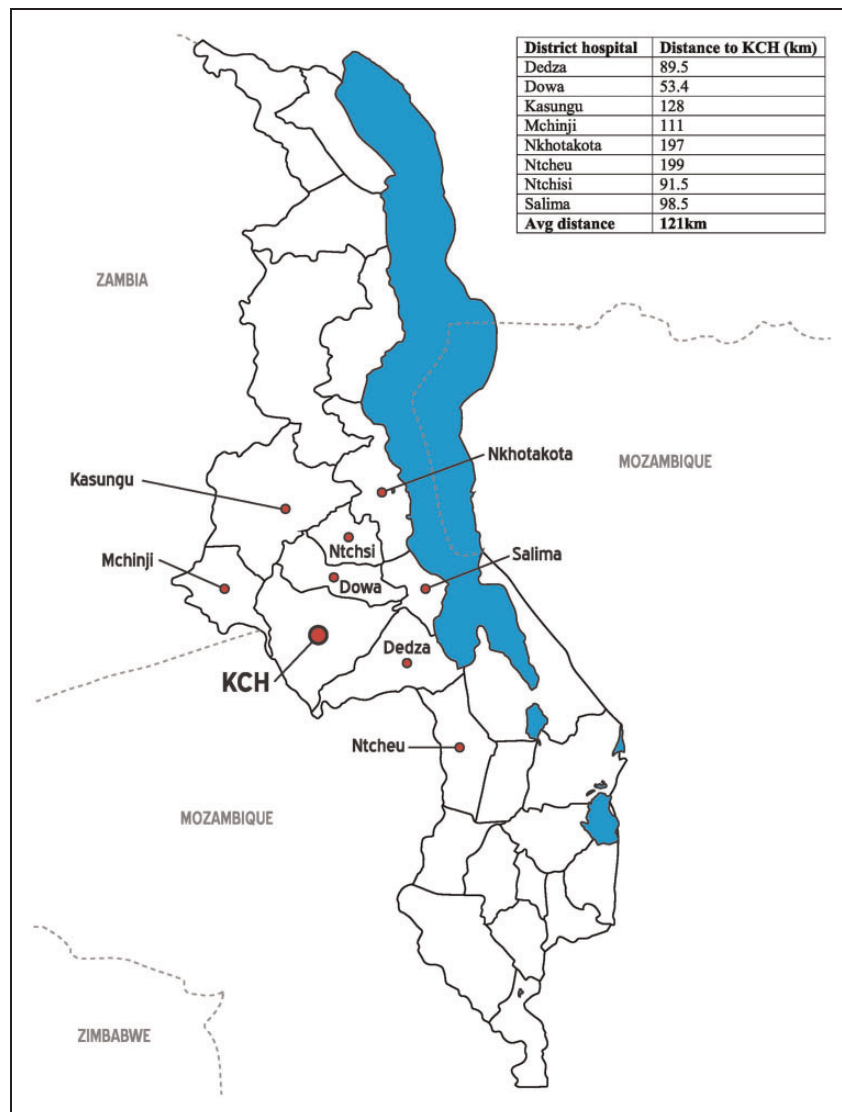 District hospital Distance to KCH (km)
Dedza 89.5
Dowa 53.4
Kasungu 128
Mchinji 111
Nkhotakota 197
Ntcheu 199
Ntchisi 91.5
Salima 98.5
Avg distance 121km
ZAMBIA
Nkhotakota
MOZAMBIQUE
Kasungu
Ntchsi
Mchinji
Salima
Dowa
Dedza
KCH
Ntcheu
MOZAMBIQUE
ZIMBABWE